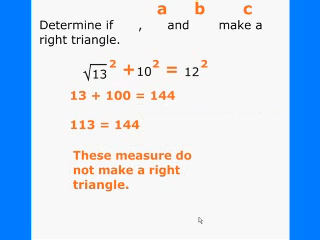 a b c
Determine if , and make a
right triangle.
√13² + 10² = 12²
13 + 100 = 144
113 = 144
These measure do
not make a right
triangle.